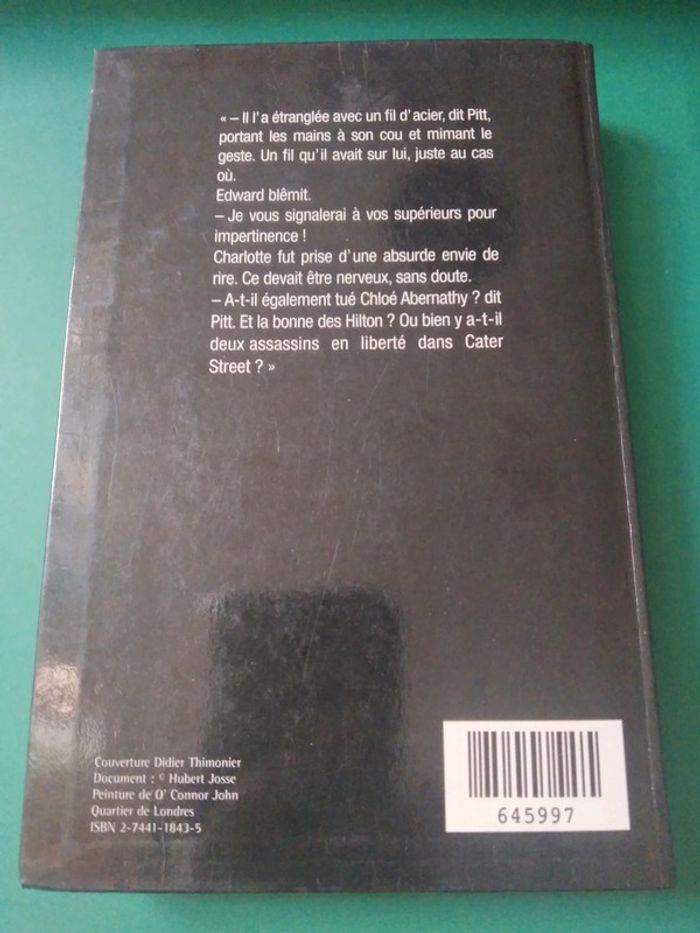 « – Il l'a étranglée avec un fil d'acier, dit Pitt,
portant les mains à son cou et mimant le
geste. Un fil qu'il avait sur lui, juste au cas
où.
Edward blêmit.
– Je vous signalerai à vos supérieurs pour
impertinence !
Charlotte fut prise d'une absurde envie de
rire. Ce devait être nerveux, sans doute.
– A-t-il également tué Chloé Abernathy ? dit
Pitt. Et la bonne des Hilton ? Ou bien y a-t-il
deux assassins en liberté dans Cater
Street ? »
Couverture Didier Thimonier
Document : © Hubert Josse
Peinture de O' Connor John
Quartier de Londres
ISBN 2-7441-1843-5
645997